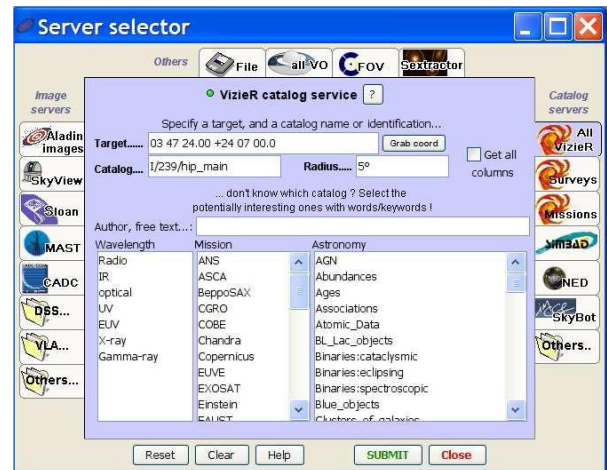 Server selector
Others
File
all VO
FOV
Sextractor
Image
servers
Aladin
images
SkyView
Sloan
MAST
CADC
DSS...
VLA...
Others...
VizieR catalog service ?
Specify a target, and a catalog name or identification...
Target...... 03 47 24.00 +24 07 00.0 Grab coord
Catalog.... I/239/hip_main Radius..... 5º
Get all
columns
... don't know which catalog ? Select the
potentially interesting ones with words/keywords !
Author, free text...:
Wavelength
Radio
IR
optical
UV
EUV
X-ray
Gamma-ray
Mission
ANS
ASCA
BeppoSAX
CGRO
COBE
Chandra
Copernicus
EUVE
EXOSAT
Einstein
FAUST
Astronomy
AGN
Abundances
Ages
Associations
Atomic_Data
BL_Lac_objects
Binaries:cataclysmic
Binaries:eclipsing
Binaries:spectroscopic
Blue_objects
Clusters_of_galaxies
Catalog
servers
All
VizieR
Surveys
Missions
SIMBAD
NED
SkyBot
Others..
Reset Clear Help SUBMIT Close